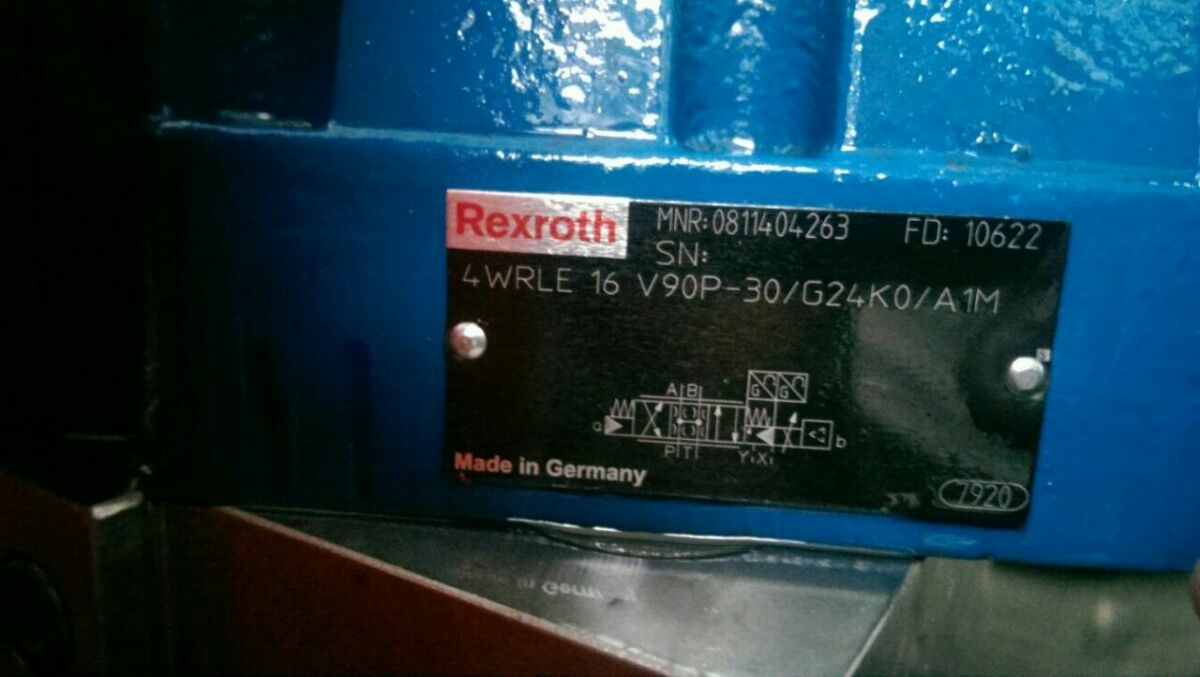 Rexroth MNR:0811404263 FD: 10622
SN:
4WRLE 16 V90P-30/G24K0/A1M
G G
A B
a b
P T Y X
Made in Germany
7920